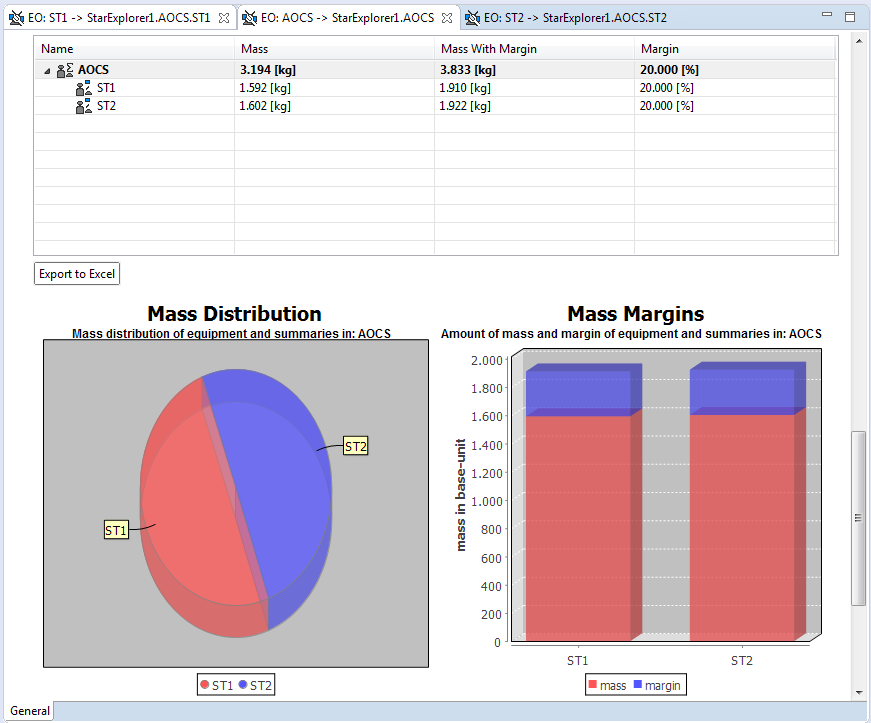 EO: ST1 -> StarExplorer1.AOCS.ST1 EO: AOCS -> StarExplorer1.AOCS EO: ST2 -> StarExplorer1.AOCS.ST2
Name Mass Mass With Margin Margin
AOCS 3.194 [kg] 3.833 [kg] 20.000 [%]
ST1 1.592 [kg] 1.910 [kg] 20.000 [%]
ST2 1.602 [kg] 1.922 [kg] 20.000 [%]
Export to Excel
Mass Distribution
Mass distribution of equipment and summaries in: AOCS
ST2
ST1
ST1 ST2
Mass Margins
Amount of mass and margin of equipment and summaries in: AOCS
mass in base-unit
2.000
1.800
1.600
1.400
1.200
1.000
800
600
400
200
0
ST1 ST2
mass margin
General